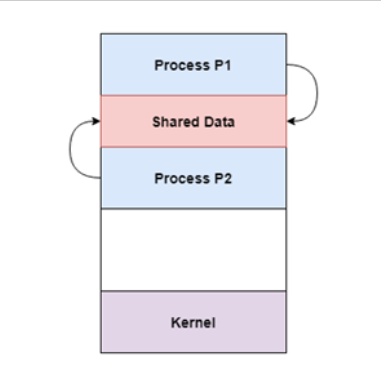 Process P1
Shared Data
Process P2
Kernel